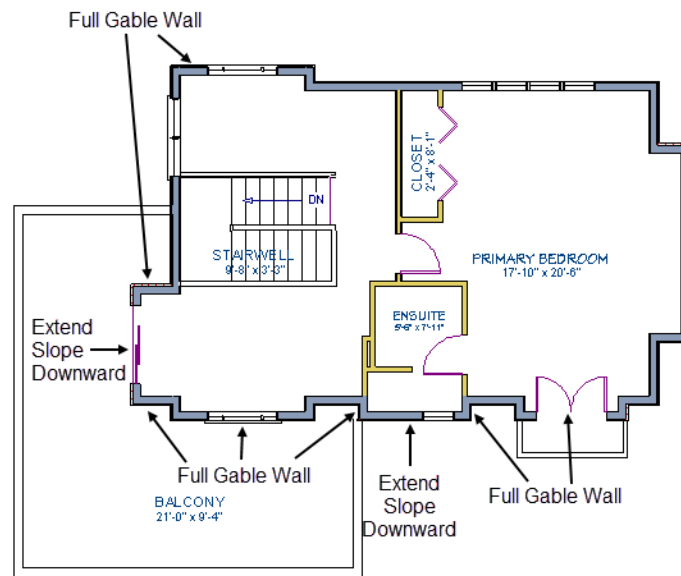 Full Gable Wall
DN
CLOSET
2'-4" x 8'-1"
STAIRWELL
9'-8" x 3'-3"
PRIMARY BEDROOM
17'-10" x 20'-6"
ENSUITE
5'-6" x 7'-11"
Extend
Slope
Downward
Full Gable Wall
BALCONY
21'-0" x 9'-4"
Extend
Slope
Downward
Full Gable Wall